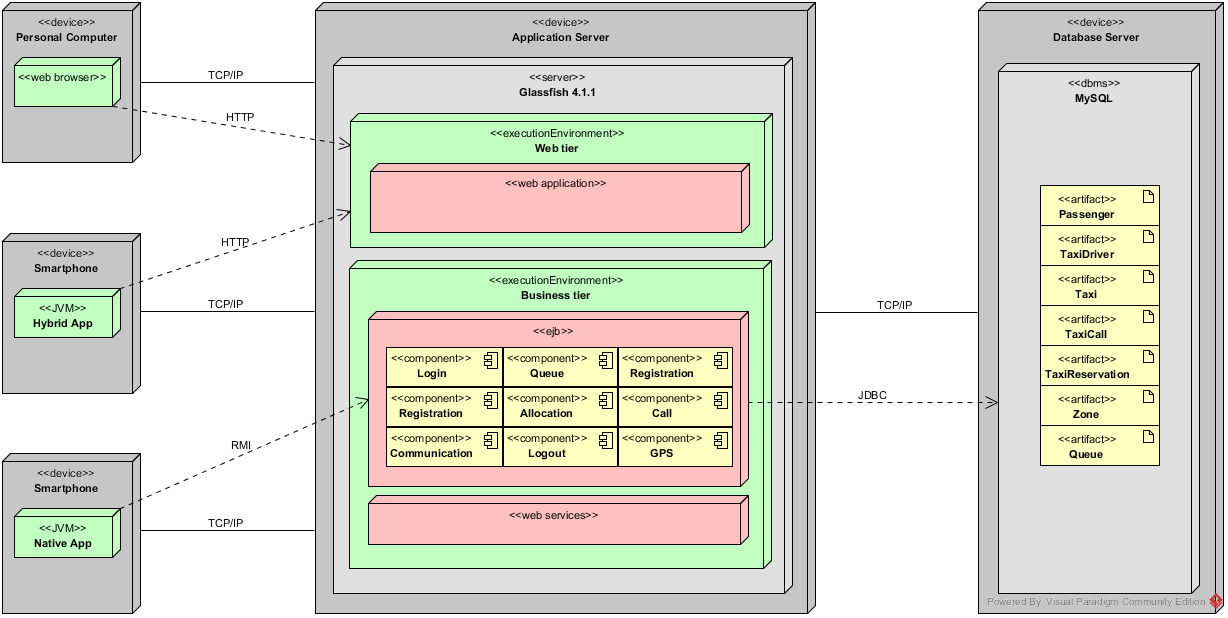 <<device>>
Personal Computer
<<web browser>>
<<device>>
Smartphone
<<JVM>>
Hybrid App
<<device>>
Smartphone
<<JVM>>
Native App
TCP/IP
HTTP
HTTP
TCP/IP
RMI
TCP/IP
<<device>>
Application Server
<<server>>
Glassfish 4.1.1
<<executionEnvironment>>
Web tier
<<web application>>
<<executionEnvironment>>
Business tier
<<ejb>>
<<component>>
Login
<<component>>
Queue
<<component>>
Registration
<<component>>
Registration
<<component>>
Allocation
<<component>>
Call
<<component>>
Communication
<<component>>
Logout
<<component>>
GPS
<<web services>>
TCP/IP
JDBC
<<device>>
Database Server
<<dbms>>
MySQL
<<artifact>>
Passenger
<<artifact>>
TaxiDriver
<<artifact>>
Taxi
<<artifact>>
TaxiCall
<<artifact>>
TaxiReservation
<<artifact>>
Zone
<<artifact>>
Queue
Powered By Visual Paradigm Community Edition